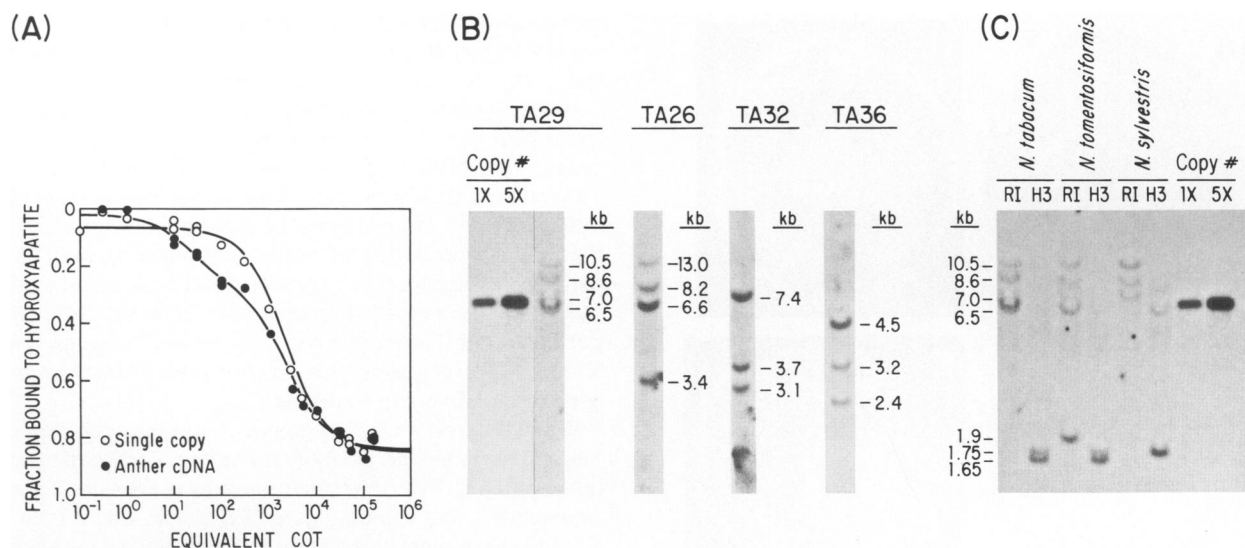 (A)
FRACTION BOUND TO HYDROXYAPATITE
0
0.2
0.4
0.6
0.8
1.0
○ Single copy
● Anther cDNA
10⁻¹ 10⁰ 10¹ 10² 10³ 10⁴ 10⁵ 10⁶
EQUIVALENT COT
(B)
TA29 TA26 TA32 TA36
Copy #
1X 5X
kb
10.5
8.6
7.0
6.5
kb
13.0
8.2
6.6
3.4
kb
7.4
3.7
3.1
kb
4.5
3.2
2.4
(C)
N. tabacum
N. tomentosiformis
N. sylvestris
Copy #
RI H3 RI H3 RI H3 1X 5X
kb
10.5
8.6
7.0
6.5
1.9
1.75
1.65